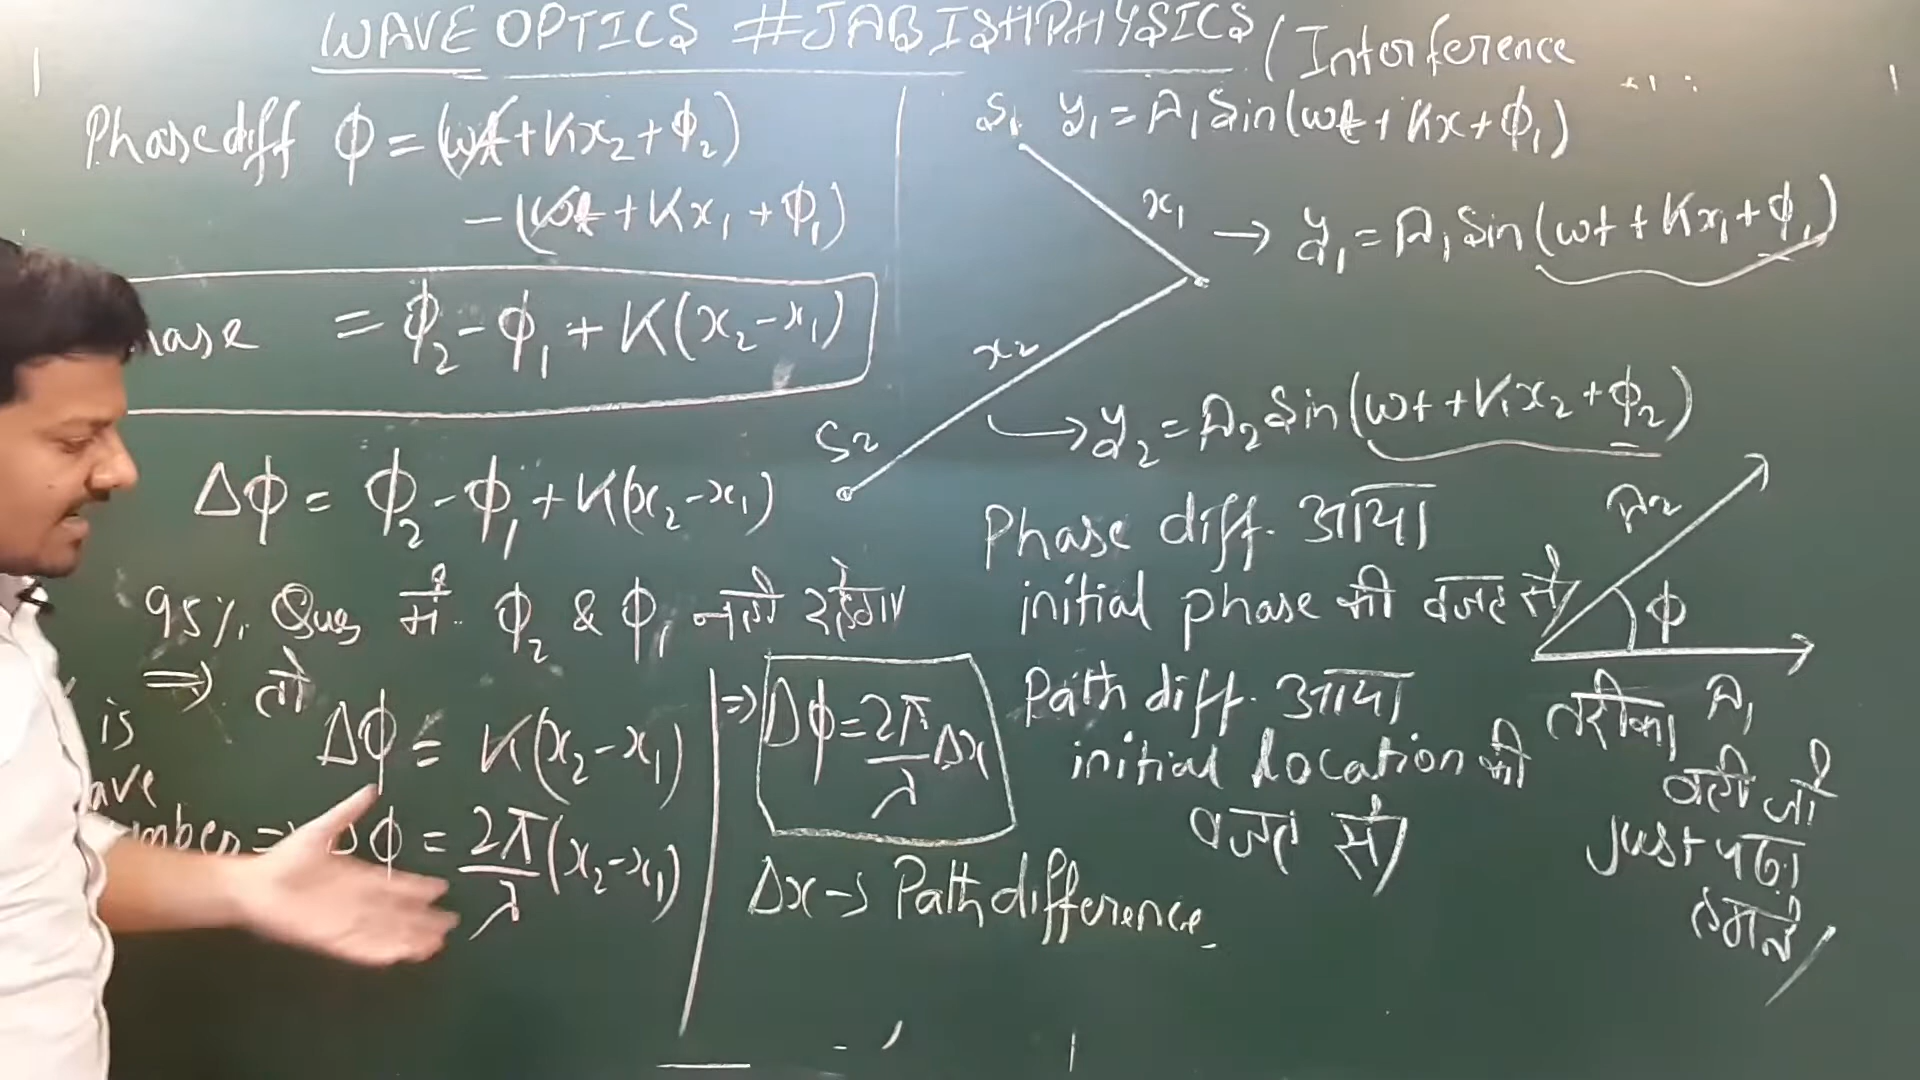 WAVE OPTICS #JABISHPHYSICS (Interference
Phase diff ϕ = (ωt + Kx₂ + ϕ₂)
- (ωt + Kx₁ + ϕ₁)
hase = ϕ₂ - ϕ₁ + K(x₂ - x₁)
Δϕ = ϕ₂ - ϕ₁ + K(x₂ - x₁)
95% Ques में ϕ₂ & ϕ₁ नहीं रहेगा
⇒ तो
Δϕ = K(x₂ - x₁)
is
ave
mber ⇒ Δϕ = 2π/λ (x₂ - x₁)
⇒ Δϕ = 2π/λ Δx
Δx → Path difference
S₁ y₁ = A₁ Sin(ωt + Kx + ϕ₁)
x₁ → y₁ = A₁ Sin(ωt + Kx₁ + ϕ₁)
x₂
S₂ → y₂ = A₂ Sin(ωt + Kx₂ + ϕ₂)
Phase diff. आया
initial phase की वजह से
Path diff. आया
initial location की
वजह से
A₂
ϕ
A₁
तरीका
वही जो
Just पढ़ा
हमने